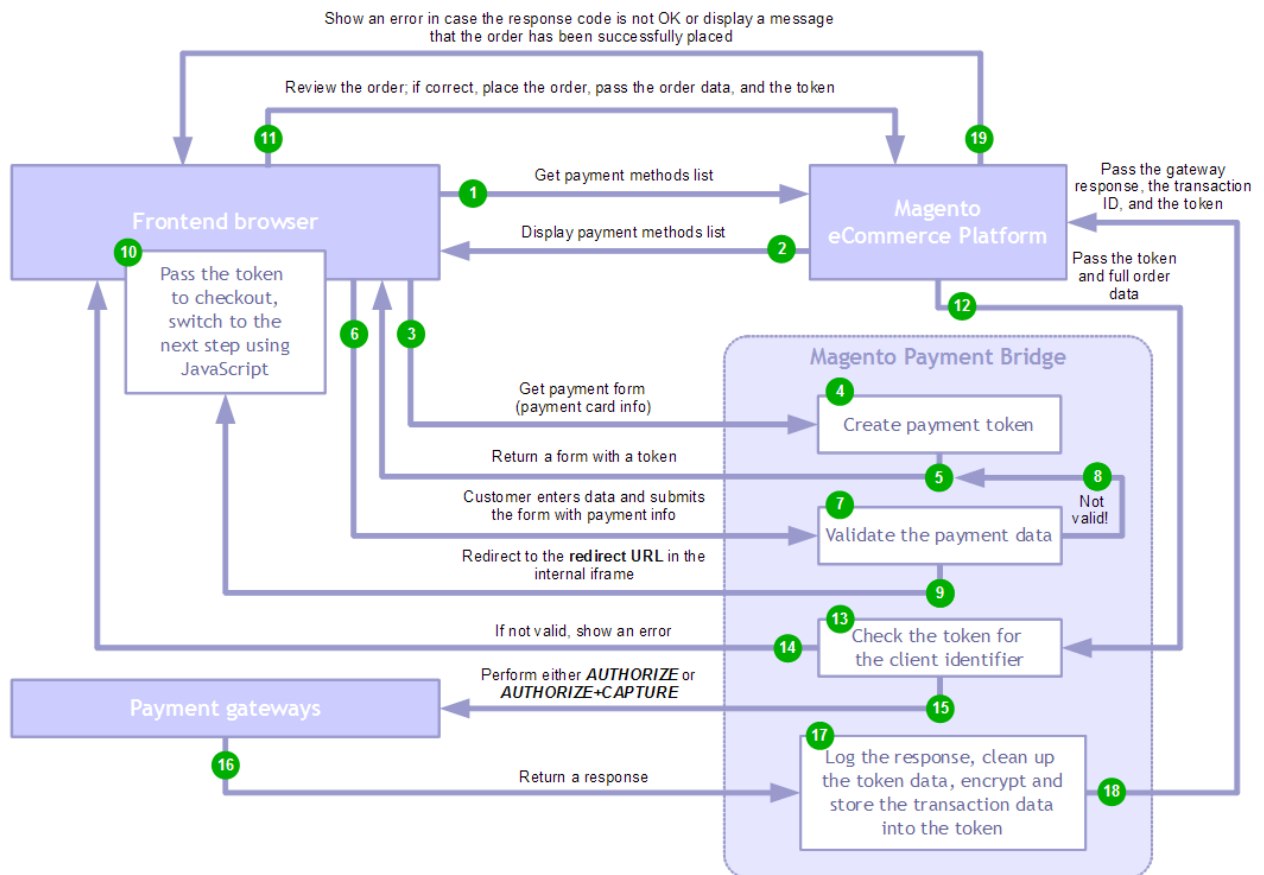 Show an error in case the response code is not OK or display a message
that the order has been successfully placed
Review the order; if correct, place the order, pass the order data, and the token
11
19
Frontend browser
1
Get payment methods list
Display payment methods list
2
Magento
eCommerce Platform
Pass the gateway
response, the transaction
ID, and the token
10
Pass the token
to checkout,
switch to the
next step using
JavaScript
6
3
12
Pass the token
and full order
data
Magento Payment Bridge
Get payment form
(payment card info)
4
Create payment token
Return a form with a token
5
8
Not
valid!
Customer enters data and submits
the form with payment info
7
Validate the payment data
Redirect to the redirect URL in the
internal iframe
9
If not valid, show an error
14
13
Check the token for
the client identifier
Perform either AUTHORIZE or
AUTHORIZE+CAPTURE
15
Payment gateways
16
Return a response
17
Log the response, clean up
the token data, encrypt and
store the transaction data
into the token
18